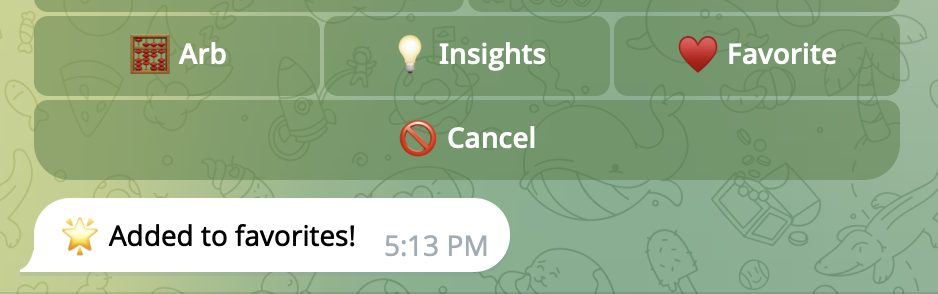 🧮 Arb 💡 Insights ♥️ Favorite
🚫 Cancel
🌟 Added to favorites! 5:13 PM